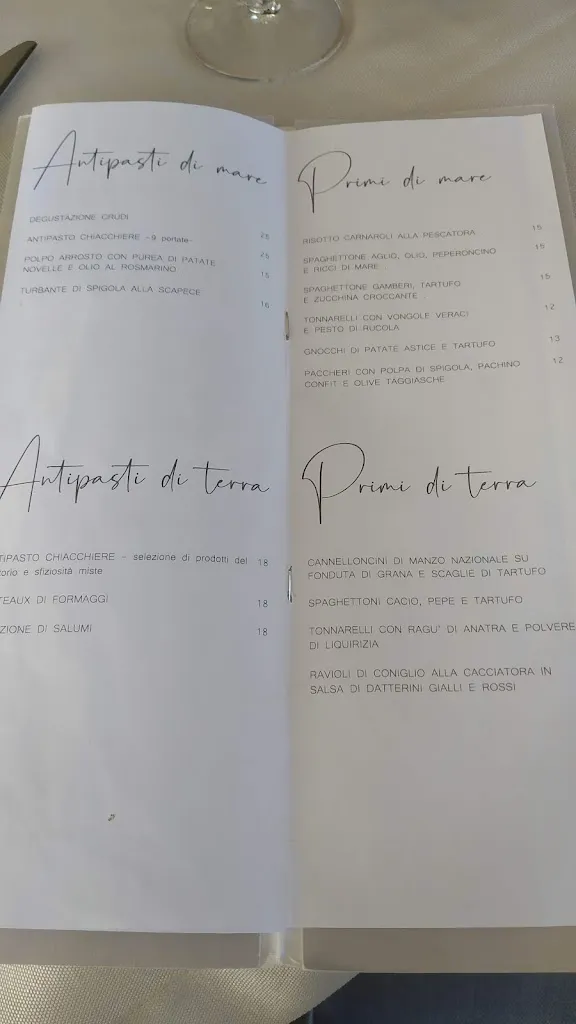 Antipasti di mare
DEGUSTAZIONE CRUDI
25
ANTIPASTO CHIACCHIERE -9 portate-
25
POLPO ARROSTO CON PUREA DI PATATE
NOVELLE E OLIO AL ROSMARINO
15
TURBANTE DI SPIGOLA ALLA SCAPECE
16
Antipasti di terra
TIPASTO CHIACCHIERE - selezione di prodotti del 18
torio e sfiziosità miste
TEAUX DI FORMAGGI 18
ZIONE DI SALUMI 18
Primi di mare
RISOTTO CARNAROLI ALLA PESCATORA 15
SPAGHETTONE AGLIO, OLIO, PEPERONCINO 15
E RICCI DI MARE
SPAGHETTONE GAMBERI, TARTUFO 15
E ZUCCHINA CROCCANTE
TONNARELLI CON VONGOLE VERACI 12
E PESTO DI RUCOLA
GNOCCHI DI PATATE ASTICE E TARTUFO 13
PACCHERI CON POLPA DI SPIGOLA, PACHINO 12
CONFIT E OLIVE TAGGIASCHE
Primi di terra
CANNELLONCINI DI MANZO NAZIONALE SU
FONDUTA DI GRANA E SCAGLIE DI TARTUFO
SPAGHETTONI CACIO, PEPE E TARTUFO
TONNARELLI CON RAGU' DI ANATRA E POLVERE
DI LIQUIRIZIA
RAVIOLI DI CONIGLIO ALLA CACCIATORA IN
SALSA DI DATTERINI GIALLI E ROSSI